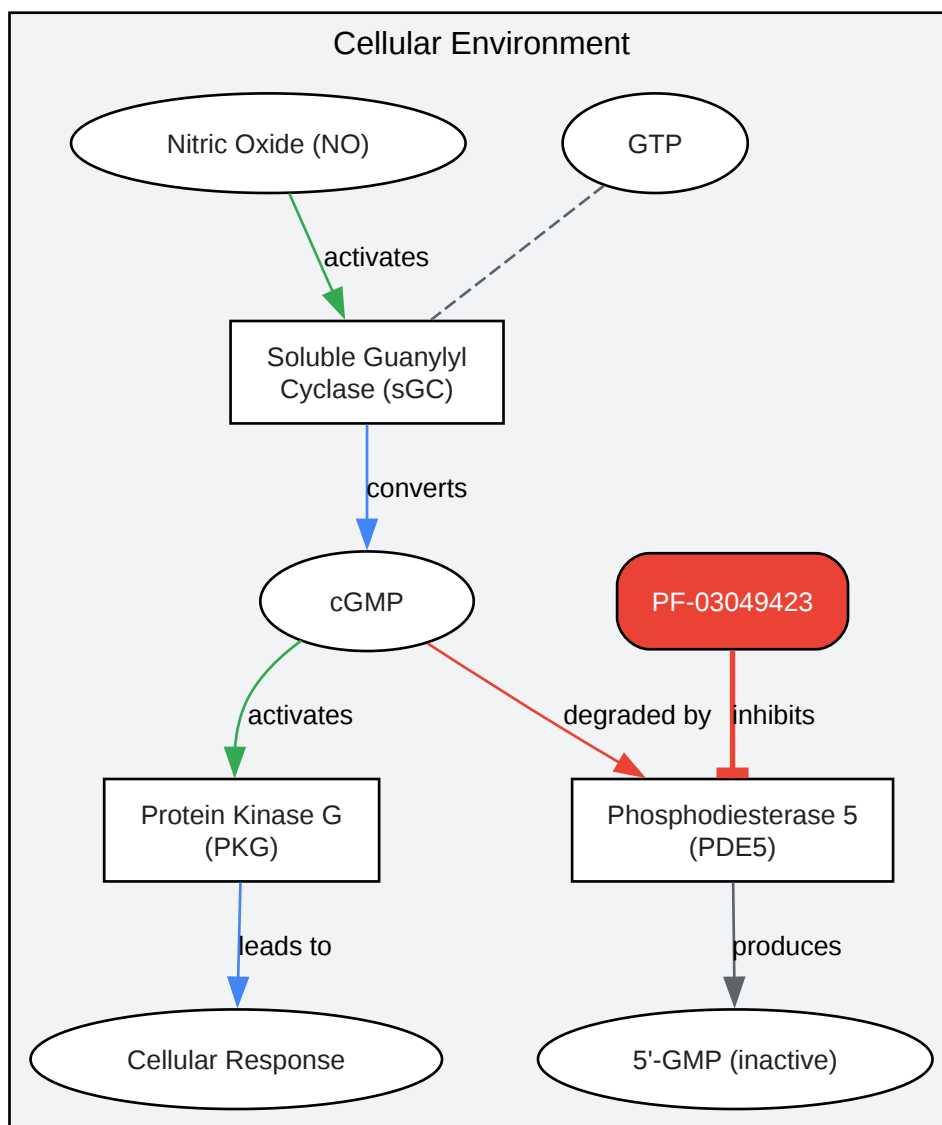 Cellular Environment
Nitric Oxide (NO)
GTP
activates
Soluble Guanylyl
Cyclase (sGC)
converts
cGMP
PF-03049423
activates
degraded by
inhibits
Protein Kinase G
(PKG)
Phosphodiesterase 5
(PDE5)
leads to
produces
Cellular Response
5'-GMP (inactive)